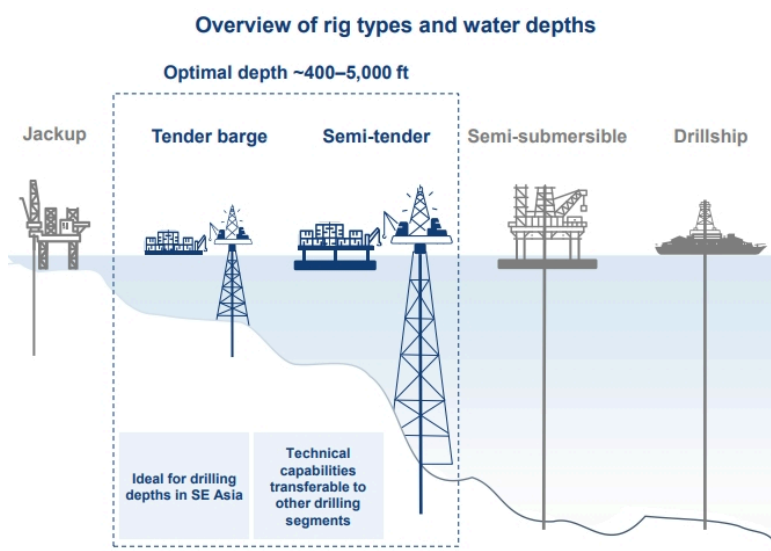 Overview of rig types and water depths
Optimal depth ~400–5,000 ft
Jackup
Tender barge
Semi-tender
Semi-submersible
Drillship
Ideal for drilling
depths in SE Asia
Technical
capabilities
transferable to
other drilling
segments